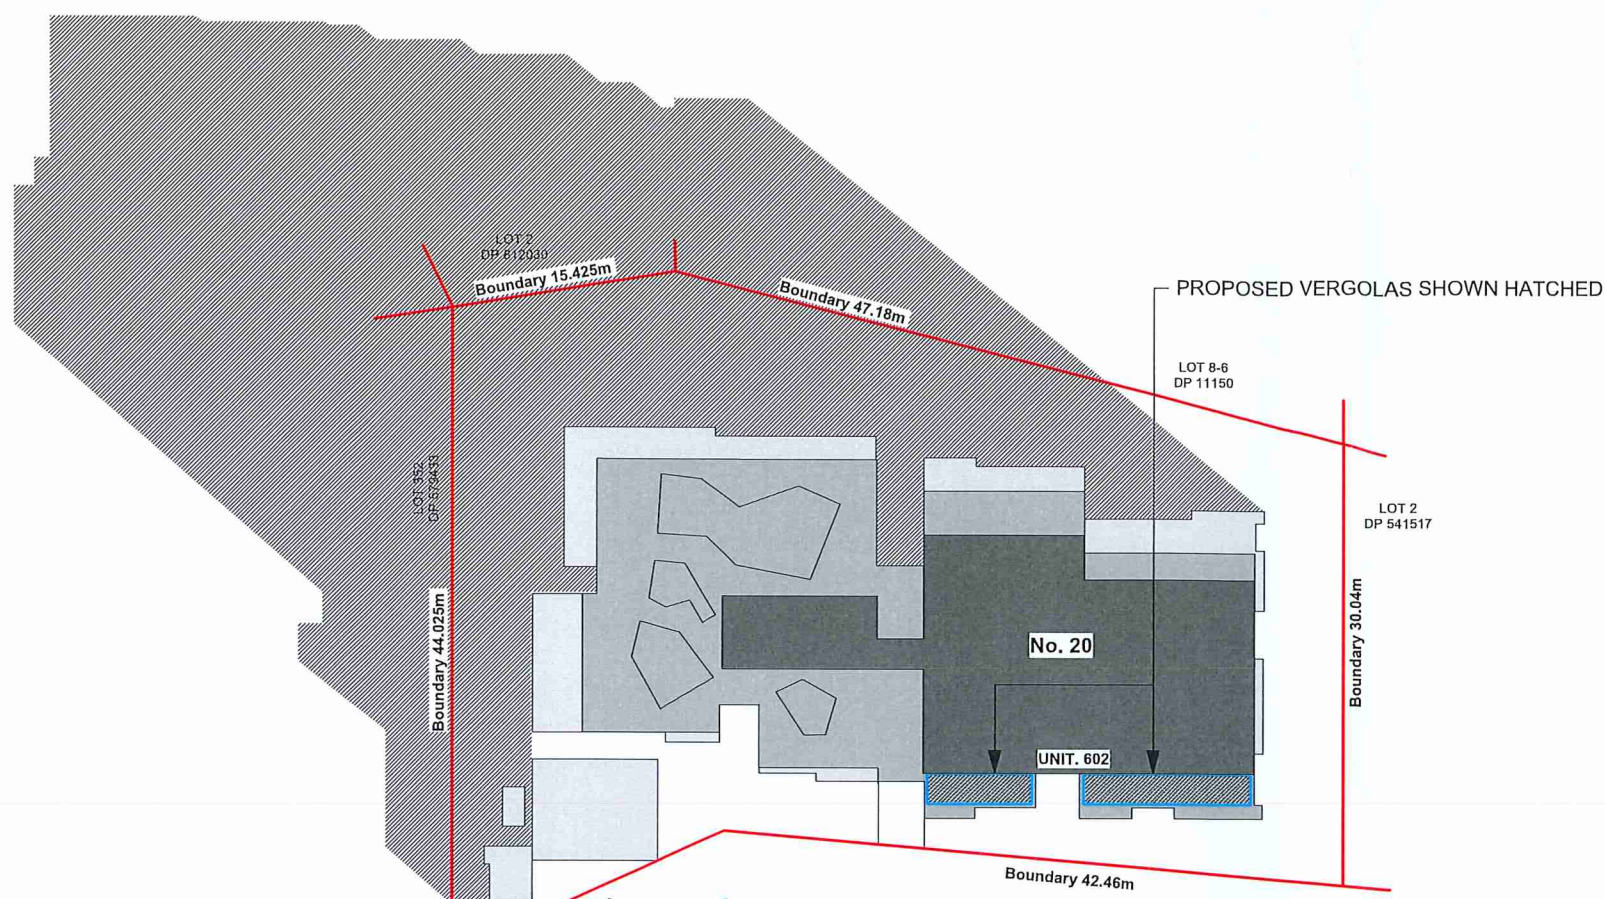 LOT 2
DP 612030
Boundary 15.425m
Boundary 47.18m
PROPOSED VERGOLAS SHOWN HATCHED
LOT 8-6
DP 11150
LOT 352
DP 579433
LOT 2
DP 541517
Boundary 44.025m
No. 20
Boundary 30.04m
UNIT. 602
Boundary 42.46m